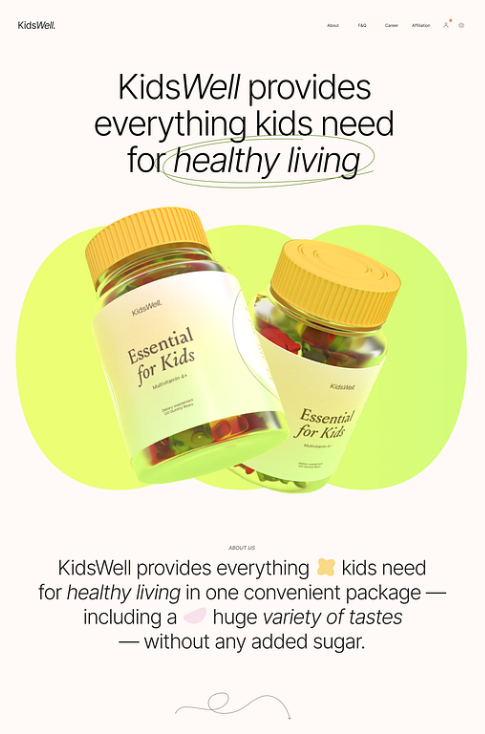 KidsWell.
About
F&Q
Career
Affiliation
KidsWell provides
everything kids need
for healthy living
KidsWell.
Essential
for Kids
Multivitamin 4+
KidsWell
Essential
for Kids
ABOUT US
KidsWell provides everything kids need
for healthy living in one convenient package —
including a huge variety of tastes
— without any added sugar.